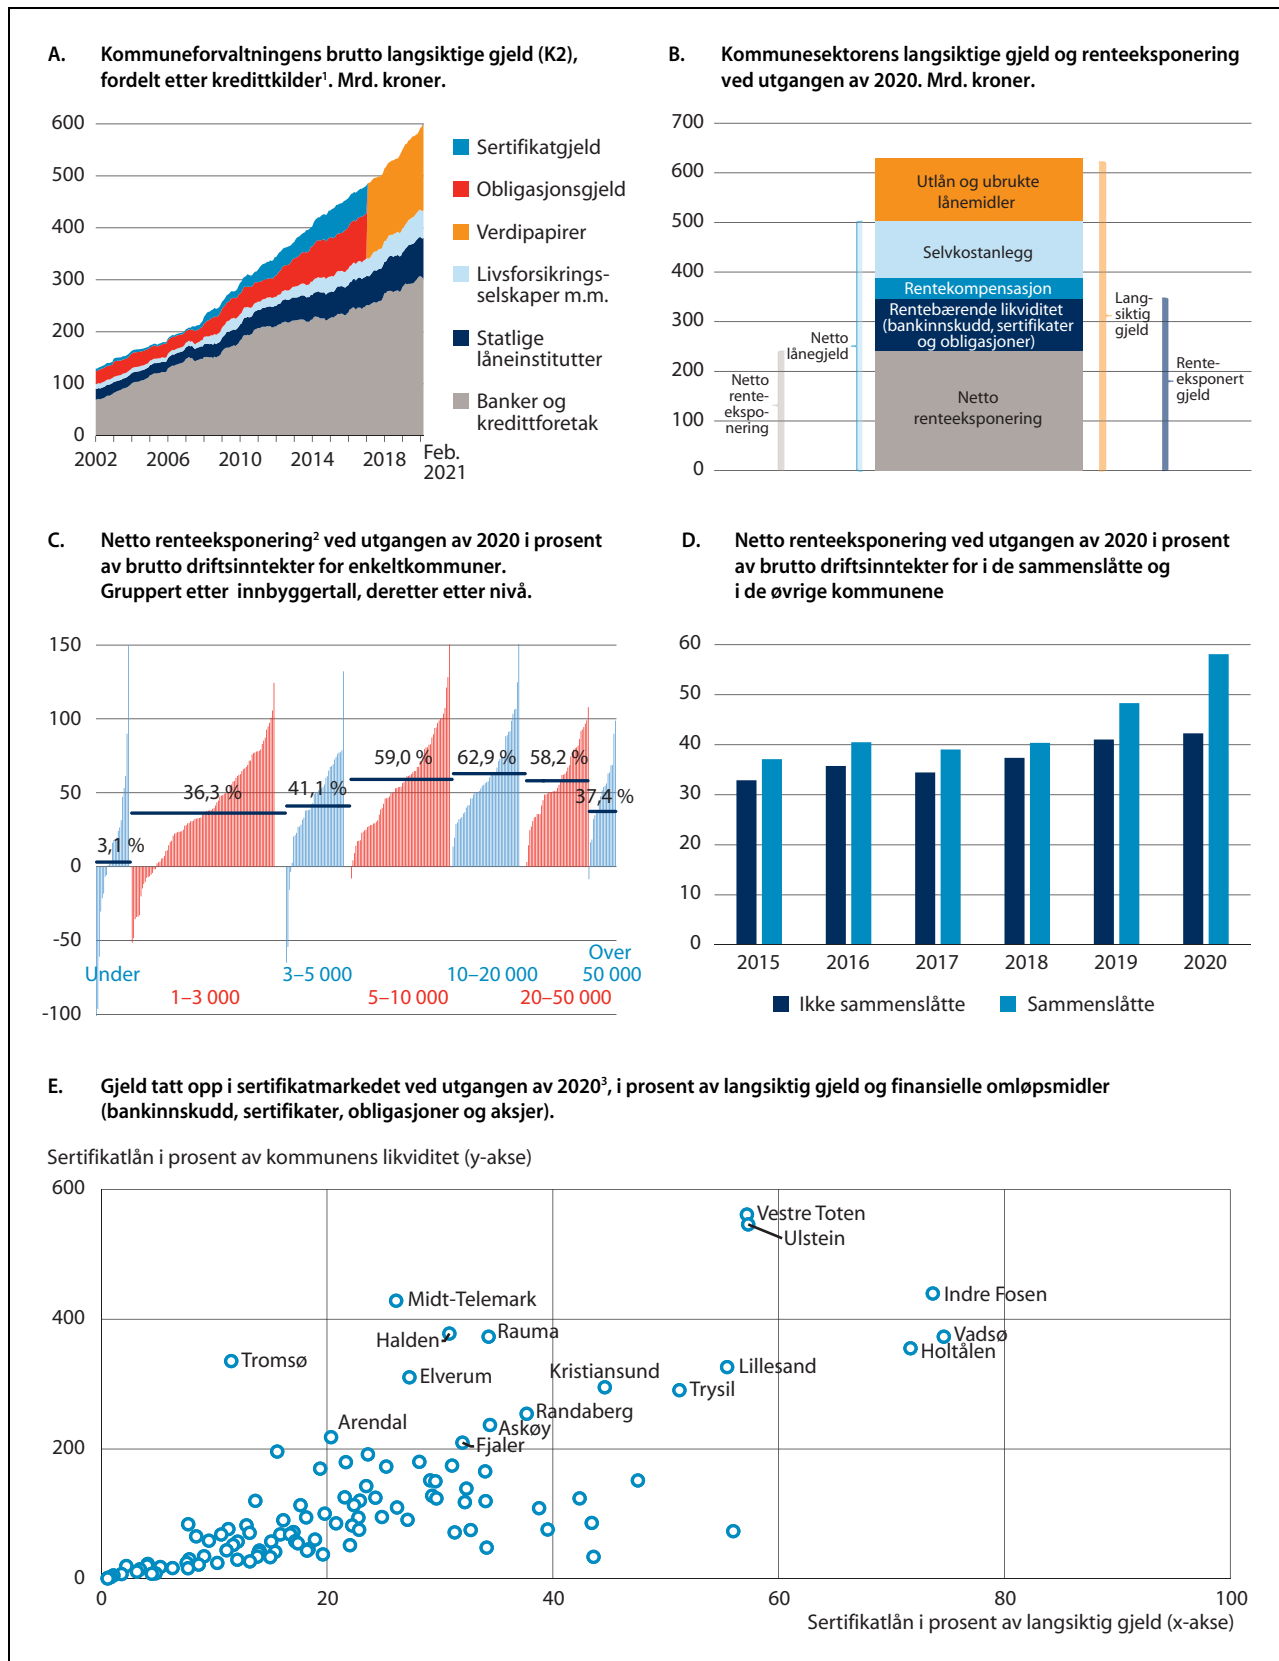 A. Kommuneforvaltningens brutto langsiktige gjeld (K2),
fordelt etter kredittkilder¹. Mrd. kroner.
600
500
400
300
200
100
0
2002 2006 2010 2014 2018 Feb.
2021
Sertifikatgjeld
Obligasjonsgjeld
Verdipapirer
Livsforsikrings-
selskaper m.m.
Statlige
låneinstitutter
Banker og
kredittforetak
B. Kommunesektorens langsiktige gjeld og renteeksponering
ved utgangen av 2020. Mrd. kroner.
700
600
500
400
300
200
100
0
Utlån og ubrukte
lånemidler
Selvkostanlegg
Rentekompensasjon
Rentebærende likviditet
(bankinnskudd, sertifikater
og obligasjoner)
Netto
renteeksponering
Netto
rente-
ekspo-
nering
Netto
lånegjeld
Lang-
siktig
gjeld
Rente-
eksponert
gjeld
C. Netto renteeksponering² ved utgangen av 2020 i prosent
av brutto driftsinntekter for enkeltkommuner.
Gruppert etter innbyggertall, deretter etter nivå.
150
100
50
0
-50
-100
3,1 %
36,3 %
41,1 %
59,0 %
62,9 %
58,2 %
37,4 %
Under
1–3 000
3–5 000
5–10 000
10–20 000
20–50 000
Over
50 000
D. Netto renteeksponering ved utgangen av 2020 i prosent
av brutto driftsinntekter for i de sammenslåtte og
i de øvrige kommunene
60
50
40
30
20
10
0
2015 2016 2017 2018 2019 2020
Ikke sammenslåtte Sammenslåtte
E. Gjeld tatt opp i sertifikatmarkedet ved utgangen av 2020³, i prosent av langsiktig gjeld og finansielle omløpsmidler
(bankinnskudd, sertifikater, obligasjoner og aksjer).
Sertifikatlån i prosent av kommunens likviditet (y-akse)
600
400
200
0
Vestre Toten
Ulstein
Indre Fosen
Midt-Telemark
Halden
Rauma
Vadsø
Holtålen
Tromsø
Elverum
Kristiansund
Lillesand
Trysil
Randaberg
Arendal
Askøy
Fjaler
0 20 40 60 80 100
Sertifikatlån i prosent av langsiktig gjeld (x-akse)